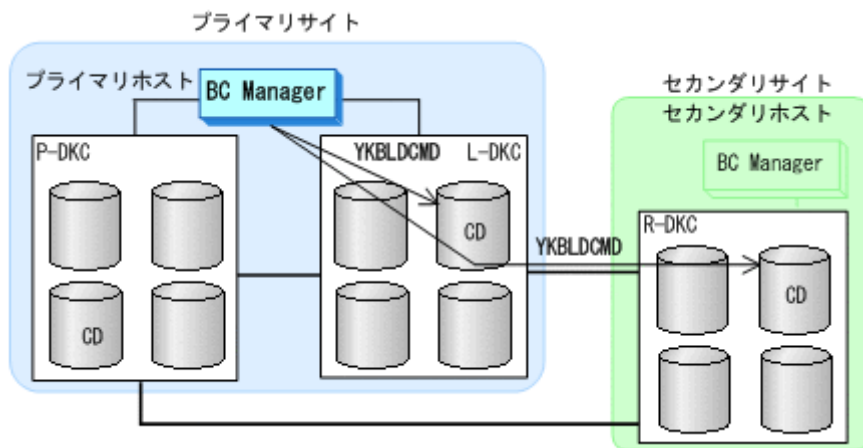 プライマリサイト
プライマリホスト
BC Manager
セカンダリサイト
セカンダリホスト
BC Manager
P-DKC
YKBLDCMD
L-DKC
CD
R-DKC
YKBLDCMD
CD
CD